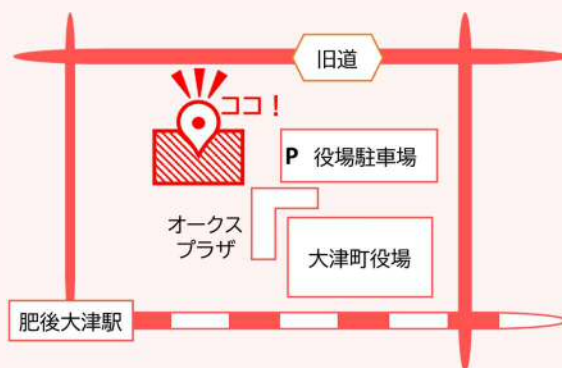 旧道
ココ！
P 役場駐車場
オークス
プラザ
大津町役場
肥後大津駅